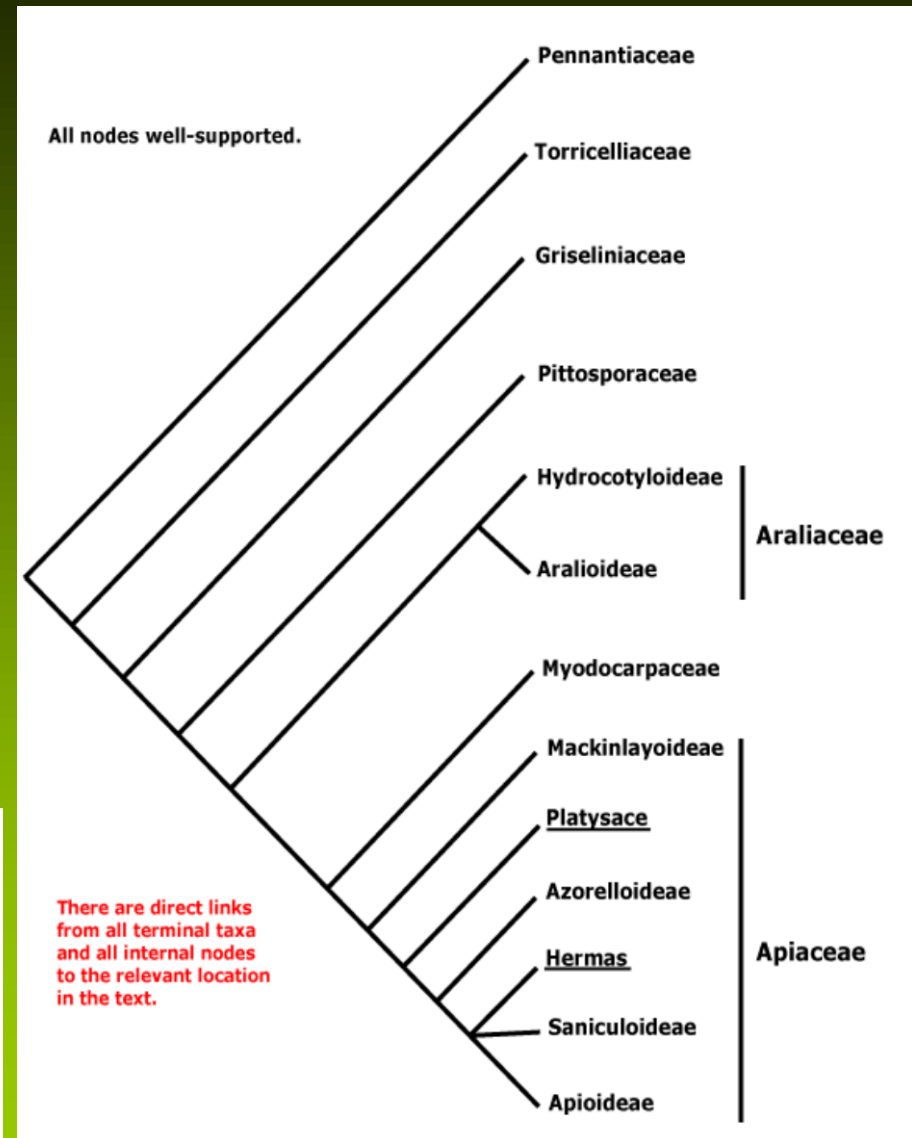 Pennantiaceae
All nodes well-supported.
Torricelliaceae
Griseliniaceae
Pittosporaceae
Hydrocotyloideae
Araliaceae
Aralioideae
Myodocarpaceae
Mackinlayoideae
Platysace
Azorelloideae
There are direct links
from all terminal taxa
and all internal nodes
to the relevant location
in the text.
Hermas
Apiaceae
Saniculoideae
Apioideae